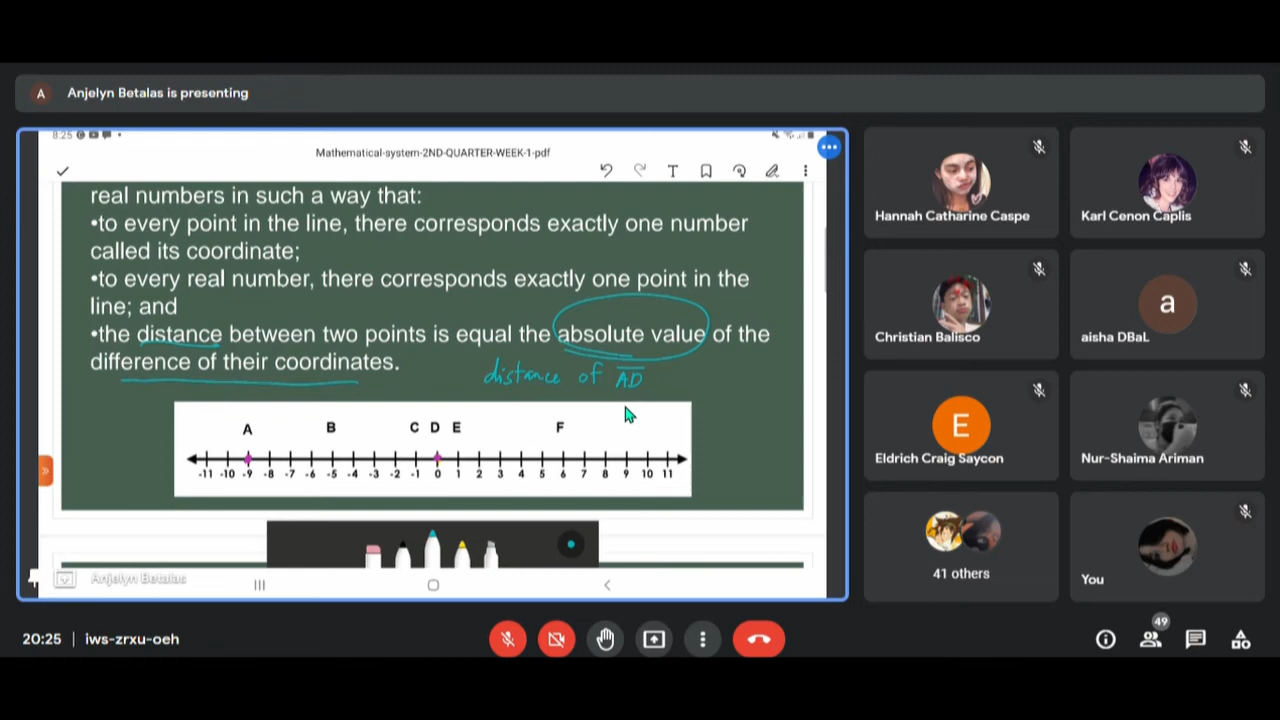 A Anjelyn Betalas is presenting
8:25
Mathematical-system-2ND-QUARTER-WEEK-1-pdf
T
real numbers in such a way that:
•to every point in the line, there corresponds exactly one number
called its coordinate;
•to every real number, there corresponds exactly one point in the
line; and
•the distance between two points is equal the absolute value of the
difference of their coordinates.
distance of AD
A B C D E F
-11 -10 -9 -8 -7 -6 -5 -4 -3 -2 -1 0 1 2 3 4 5 6 7 8 9 10 11
Anjelyn Betalas
Hannah Catharine Caspe
Karl Cenon Caplis
Christian Balisco
a
aisha DBaL
E
Eldrich Craig Saycon
Nur-Shaima Ariman
41 others
You
20:25 | iws-zrxu-oeh
49